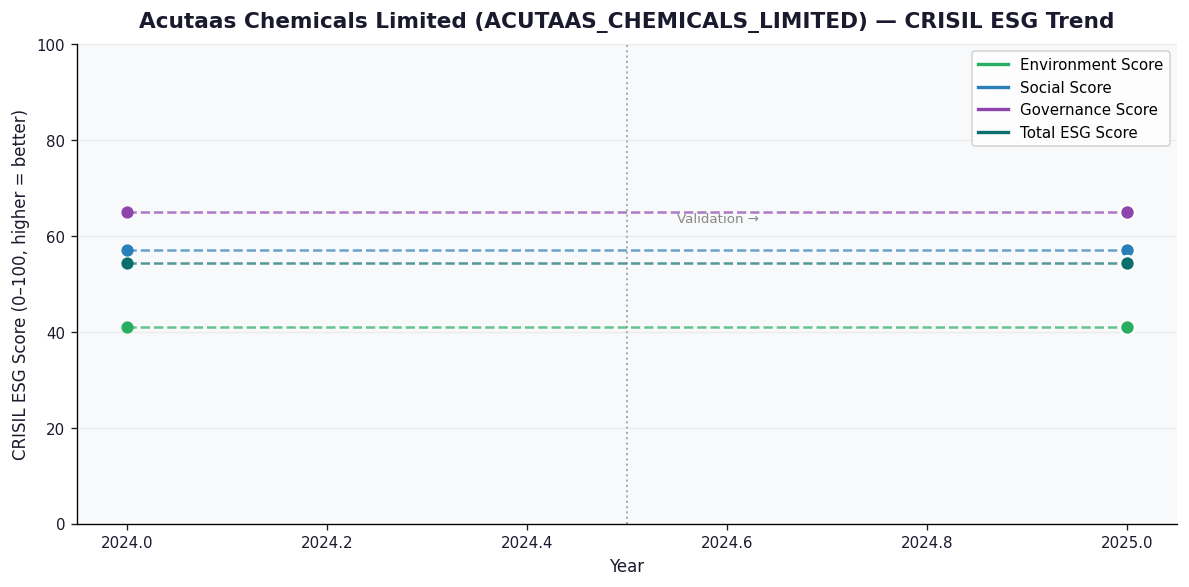 Acutaas Chemicals Limited (ACUTAAS_CHEMICALS_LIMITED) — CRISIL ESG Trend
CRISIL ESG Score (0–100, higher = better)
100
80
60
40
20
0
Environment Score
Social Score
Governance Score
Total ESG Score
Validation →
2024.0
2024.2
2024.4
2024.6
2024.8
2025.0
Year